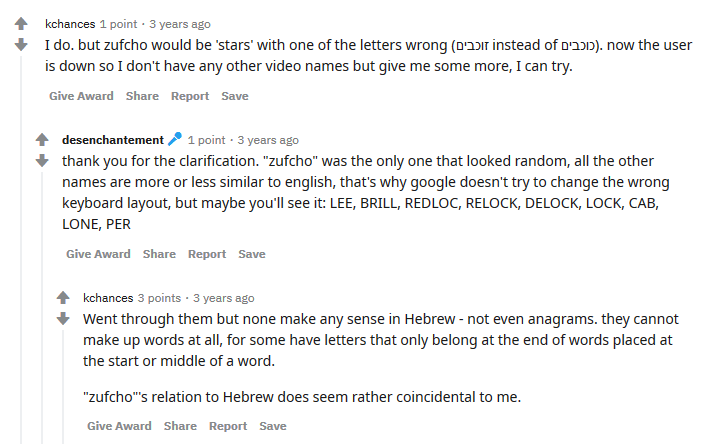 kchances 1 point · 3 years ago
I do. but zufcho would be 'stars' with one of the letters wrong (זוכבים instead of כוכבים). now the user
is down so I don't have any other video names but give me some more, I can try.
Give Award Share Report Save
desenchantement 1 point · 3 years ago
thank you for the clarification. "zufcho" was the only one that looked random, all the other
names are more or less similar to english, that's why google doesn't try to change the wrong
keyboard layout, but maybe you'll see it: LEE, BRILL, REDLOC, RELOCK, DELOCK, LOCK, CAB,
LONE, PER
Give Award Share Report Save
kchances 3 points · 3 years ago
Went through them but none make any sense in Hebrew - not even anagrams. they cannot
make up words at all, for some have letters that only belong at the end of words placed at
the start or middle of a word.
"zufcho"'s relation to Hebrew does seem rather coincidental to me.
Give Award Share Report Save